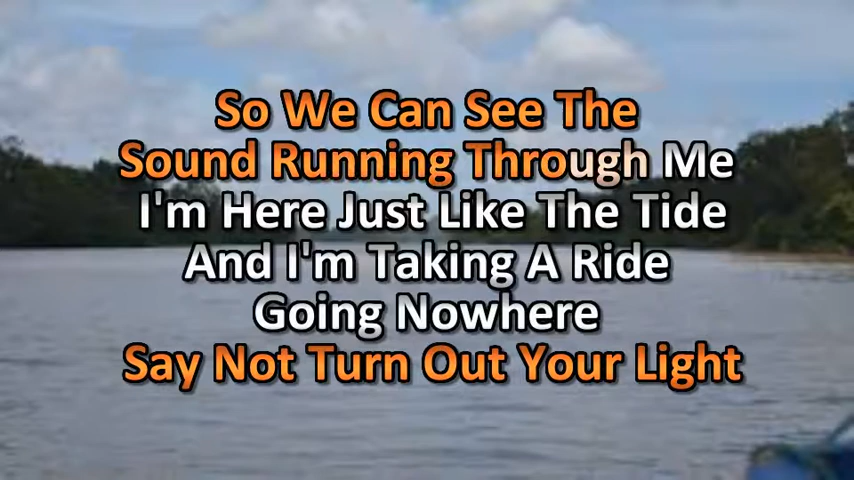 So We Can See The
Sound Running Through Me
I'm Here Just Like The Tide
And I'm Taking A Ride
Going Nowhere
Say Not Turn Out Your Light